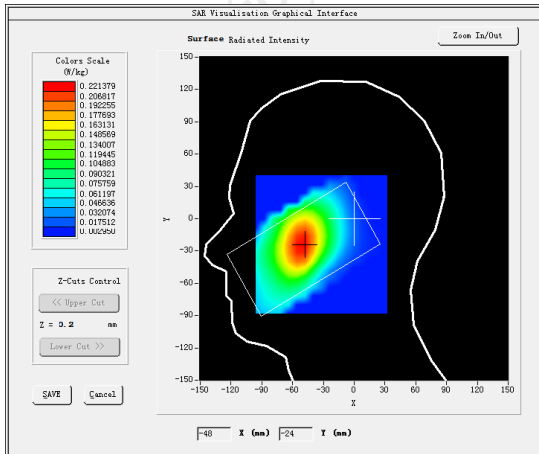 SAR Visualisation Graphical Interface
Surface Radiated Intensity
Zoom In/Out
Colors Scale
(W/kg)
0.221379
0.206817
0.192255
0.177693
0.163131
0.148569
0.134007
0.119445
0.104883
0.090321
0.075759
0.061197
0.046636
0.032074
0.017512
0.002950
Z-Cuts Control
<< Upper Cut
Z = 0.2 mm
Lower Cut >>
SAVE
Cancel
150
120
90
60
30
0
-30
-60
-90
-120
-150
Y
-150 -120 -90 -60 -30 0 30 60 90 120 150
X
-48 X (mm) -24 Y (mm)